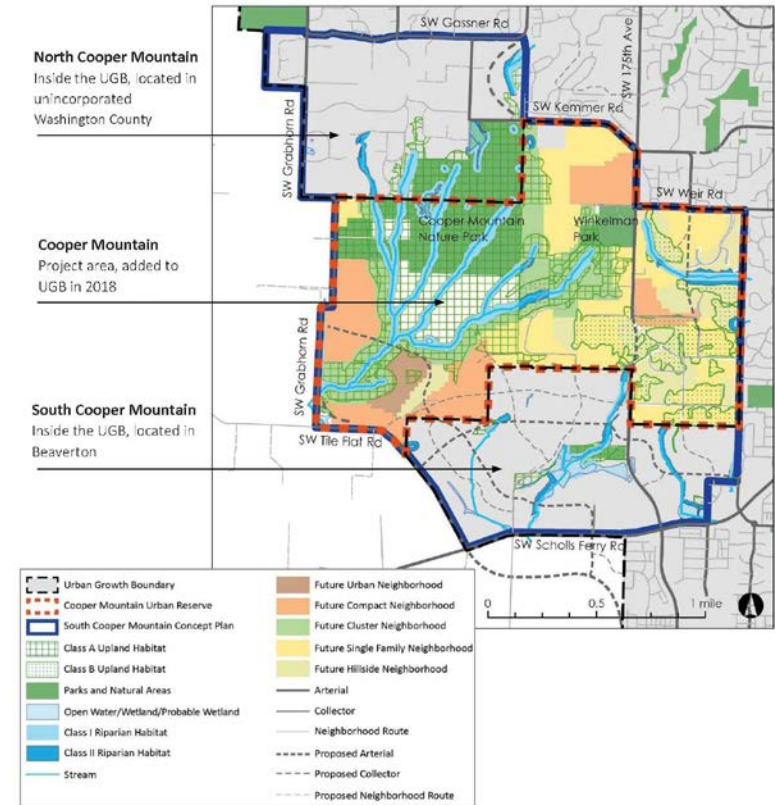 SW Gassner Rd
North Cooper Mountain
Inside the UGB, located in
unincorporated
Washington County
SW 175th Ave
SW Kemmer Rd
SW Grabhorn Rd
SW Weir Rd
Cooper Mountain
Nature Park
Winkelman
Park
Cooper Mountain
Project area, added to
UGB in 2018
SW Grabhorn Rd
South Cooper Mountain
Inside the UGB, located in
Beaverton
SW Tile Flat Rd
SW Scholls Ferry Rd
Urban Growth Boundary
Cooper Mountain Urban Reserve
South Cooper Mountain Concept Plan
Class A Upland Habitat
Class B Upland Habitat
Parks and Natural Areas
Open Water/Wetland/Probable Wetland
Class I Riparian Habitat
Class II Riparian Habitat
Stream
Future Urban Neighborhood
Future Compact Neighborhood
Future Cluster Neighborhood
Future Single Family Neighborhood
Future Hillside Neighborhood
Arterial
Collector
Neighborhood Route
Proposed Arterial
Proposed Collector
Proposed Neighborhood Route
0 0.5 1 mile